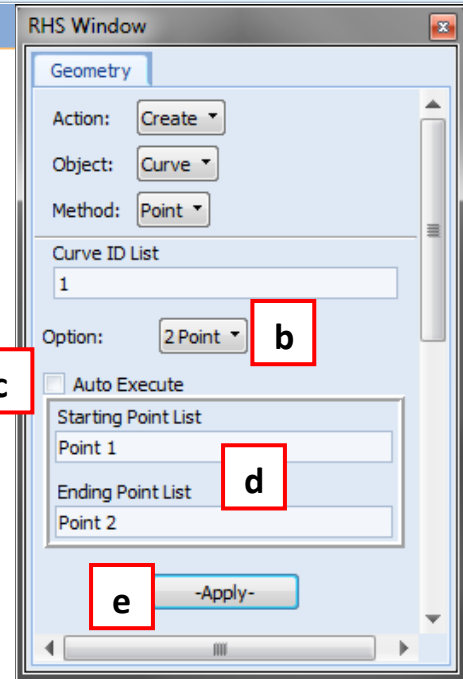 RHS Window
Geometry
Action: Create
Object: Curve
Method: Point
Curve ID List
1
Option: 2 Point b
c Auto Execute
Starting Point List
Point 1
d
Ending Point List
Point 2
e -Apply-